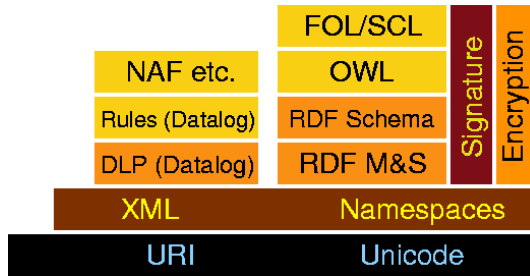 FOL/SCL
NAF etc.
OWL
Rules (Datalog)
RDF Schema
DLP (Datalog)
RDF M&S
Signature
Encryption
XML
Namespaces
URI
Unicode